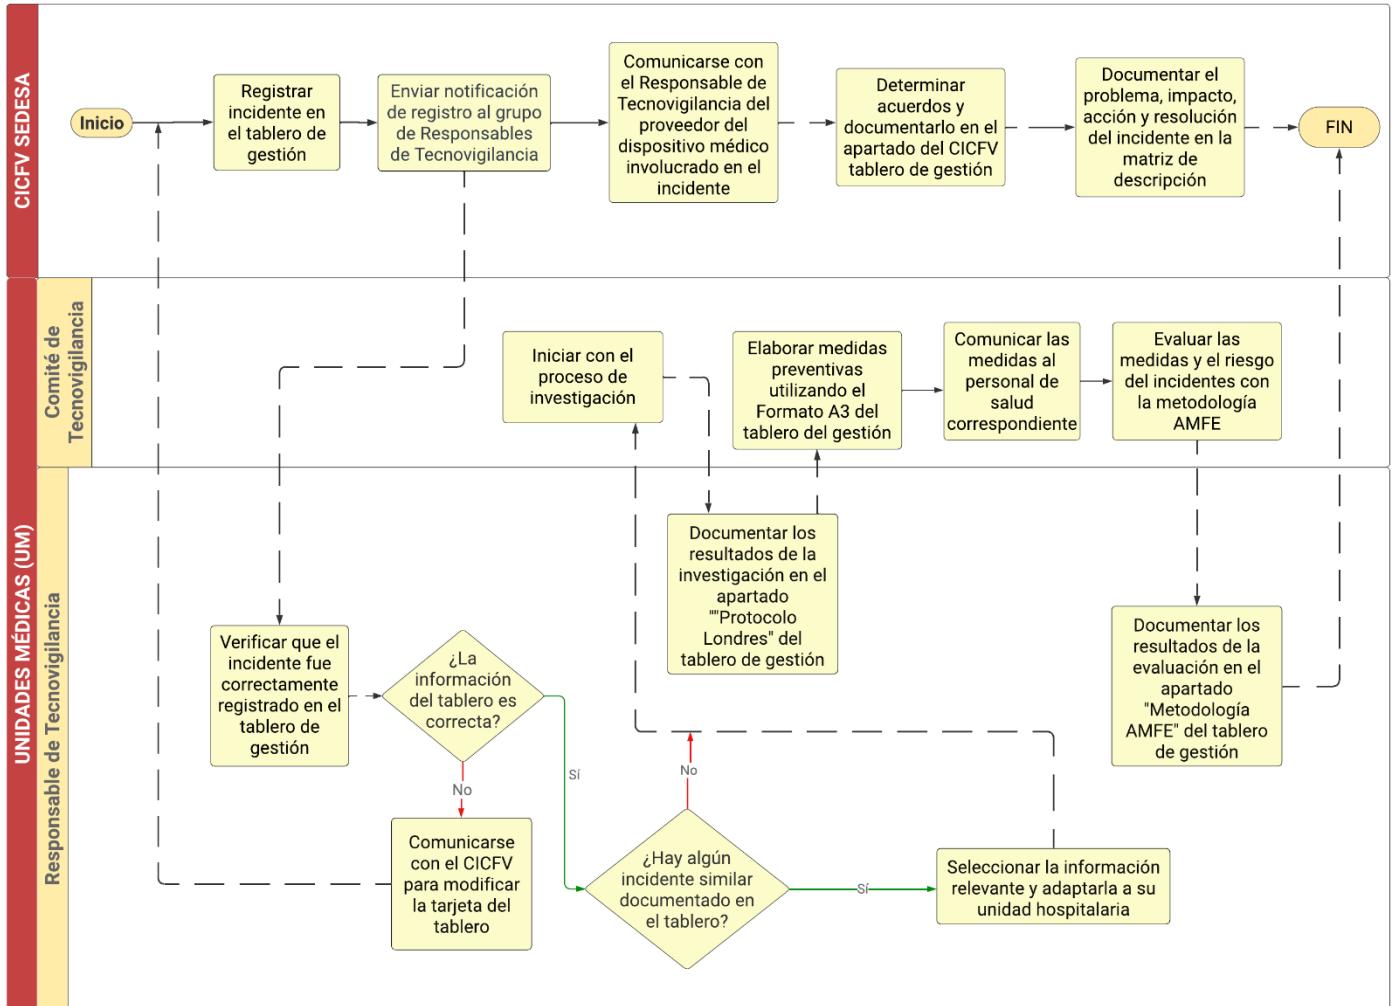 CICFV SEDESA
Inicio
Registrar
incidente en
el tablero de
gestión
Enviar notificación
de registro al grupo
de Responsables
de Tecnovigilancia
Comunicarse con
el Responsable de
Tecnovigilancia del
proveedor del
dispositivo médico
involucrado en el
incidente
Determinar
acuerdos y
documentarlo en el
apartado del CICFV
tablero de gestión
Documentar el
problema, impacto,
acción y resolución
del incidente en la
matriz de
descripción
FIN
UNIDADES MÉDICAS (UM)
Comité de
Tecnovigilancia
Iniciar con el
proceso de
investigación
Elaborar medidas
preventivas
utilizando el
Formato A3 del
tablero del gestión
Comunicar las
medidas al
personal de
salud
correspondiente
Evaluar las
medidas y el riesgo
del incidentes con
la metodología
AMFE
Responsable de Tecnovigilancia
Documentar los
resultados de la
investigación en el
apartado
""Protocolo
Londres" del
tablero de gestión
Documentar los
resultados de la
evaluación en el
apartado
"Metodología
AMFE" del tablero
de gestión
Verificar que el
incidente fue
correctamente
registrado en el
tablero de
gestión
¿La
información
del tablero es
correcta?
No
Sí
Comunicarse
con el CICFV
para modificar
la tarjeta del
tablero
¿Hay algún
incidente similar
documentado en
el tablero?
No
Sí
Seleccionar la información
relevante y adaptarla a su
unidad hospitalaria